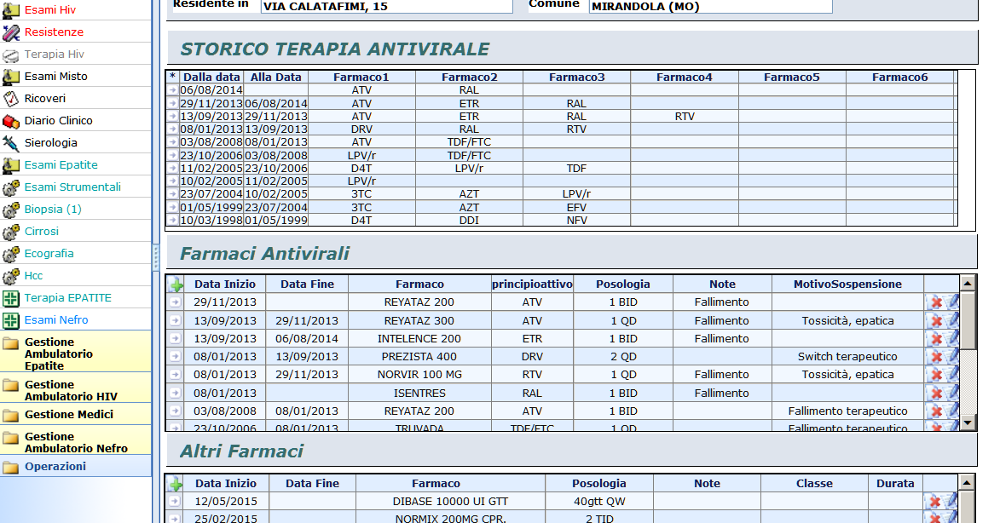 Esami Hiv
Resistenze
Terapia Hiv
Esami Misto
Ricoveri
Diario Clinico
Sierologia
Esami Epatite
Esami Strumentali
Biopsia (1)
Cirrosi
Ecografia
Hcc
Terapia EPATITE
Esami Nefro
Gestione
Ambulatorio
Epatite
Gestione
Ambulatorio HIV
Gestione Medici
Gestione
Ambulatorio Nefro
Operazioni
Residente in VIA CALATAFIMI, 15 Comune MIRANDOLA (MO)
STORICO TERAPIA ANTIVIRALE
* Dalla data Alla Data Farmaco1 Farmaco2 Farmaco3 Farmaco4 Farmaco5 Farmaco6
06/08/2014 ATV RAL
29/11/2013 06/08/2014 ATV ETR RAL
13/09/2013 29/11/2013 ATV ETR RAL RTV
08/01/2013 13/09/2013 DRV RAL RTV
03/08/2008 08/01/2013 ATV TDF/FTC
23/10/2006 03/08/2008 LPV/r TDF/FTC
11/02/2005 23/10/2006 D4T LPV/r TDF
10/02/2005 11/02/2005 LPV/r
23/07/2004 10/02/2005 3TC AZT LPV/r
01/05/1999 23/07/2004 3TC AZT EFV
10/03/1998 01/05/1999 D4T DDI NFV
Farmaci Antivirali
Data Inizio Data Fine Farmaco principioattivo Posologia Note MotivoSospensione
29/11/2013 REYATAZ 200 ATV 1 BID Fallimento
13/09/2013 29/11/2013 REYATAZ 300 ATV 1 QD Fallimento Tossicità, epatica
13/09/2013 06/08/2014 INTELENCE 200 ETR 1 BID Fallimento
08/01/2013 13/09/2013 PREZISTA 400 DRV 2 QD Switch terapeutico
08/01/2013 29/11/2013 NORVIR 100 MG RTV 1 QD Fallimento Tossicità, epatica
08/01/2013 ISENTRES RAL 1 BID Fallimento
03/08/2008 08/01/2013 REYATAZ 200 ATV 1 BID Fallimento terapeutico
23/10/2006 08/01/2013 TRUVADA TDF/FTC 1 QD Fallimento terapeutico
Altri Farmaci
Data Inizio Data Fine Farmaco Posologia Note Classe Durata
12/05/2015 DIBASE 10000 UI GTT 40gtt QW
25/02/2015 NORMIX 200MG CPR. 2 TID